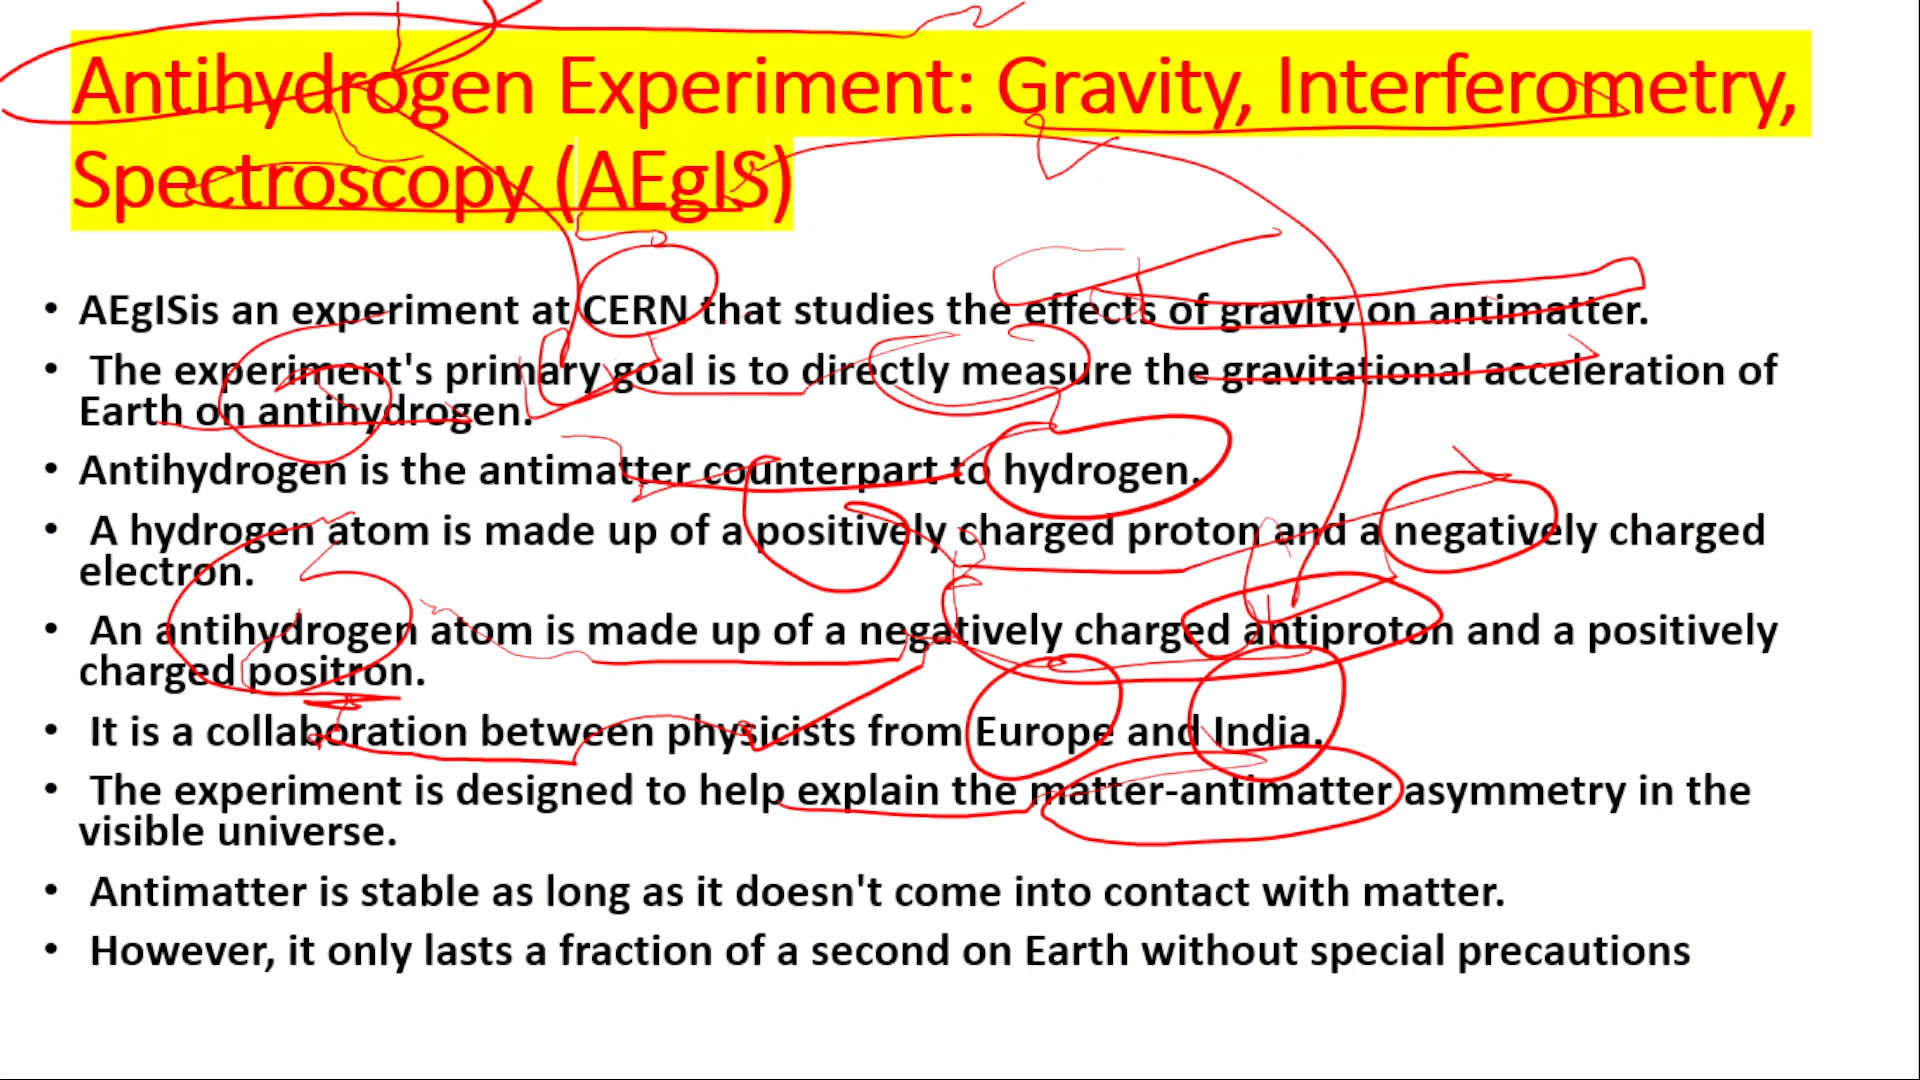 Antihydrogen Experiment: Gravity, Interferometry,
Spectroscopy (AEgIS)
• AEgISis an experiment at CERN that studies the effects of gravity on antimatter.
• The experiment's primary goal is to directly measure the gravitational acceleration of
Earth on antihydrogen.
• Antihydrogen is the antimatter counterpart to hydrogen.
• A hydrogen atom is made up of a positively charged proton and a negatively charged
electron.
• An antihydrogen atom is made up of a negatively charged antiproton and a positively
charged positron.
• It is a collaboration between physicists from Europe and India.
• The experiment is designed to help explain the matter-antimatter asymmetry in the
visible universe.
• Antimatter is stable as long as it doesn't come into contact with matter.
• However, it only lasts a fraction of a second on Earth without special precautions